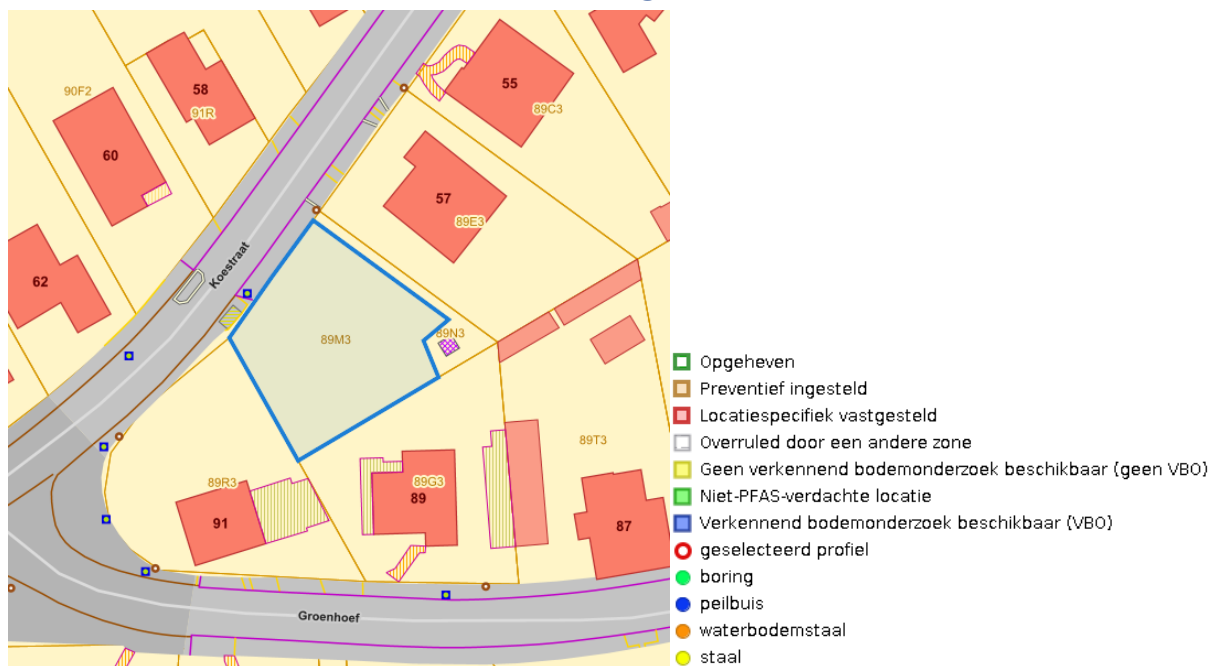 90F2
58
91R
60
62
55
89C3
57
89E3
Koestraat
89M3
89N3
89T3
89R3
91
89G3
89
87
Groenhoef
Opgeheven
Preventief ingesteld
Locatiespecifiek vastgesteld
Overruled door een andere zone
Geen verkennend bodemonderzoek beschikbaar (geen VBO)
Niet-PFAS-verdachte locatie
Verkennend bodemonderzoek beschikbaar (VBO)
geselecteerd profiel
boring
peilbuis
waterbodemstaal
staal